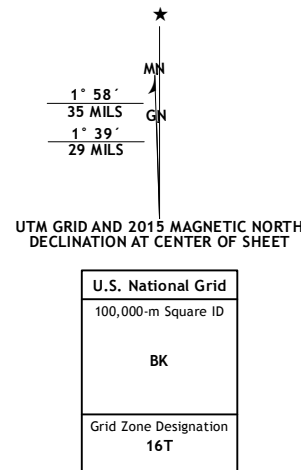 MN
1° 58´
35 MILS
GN
1° 39´
29 MILS
UTM GRID AND 2015 MAGNETIC NORTH
DECLINATION AT CENTER OF SHEET
U.S. National Grid
100,000-m Square ID
BK
Grid Zone Designation
16T